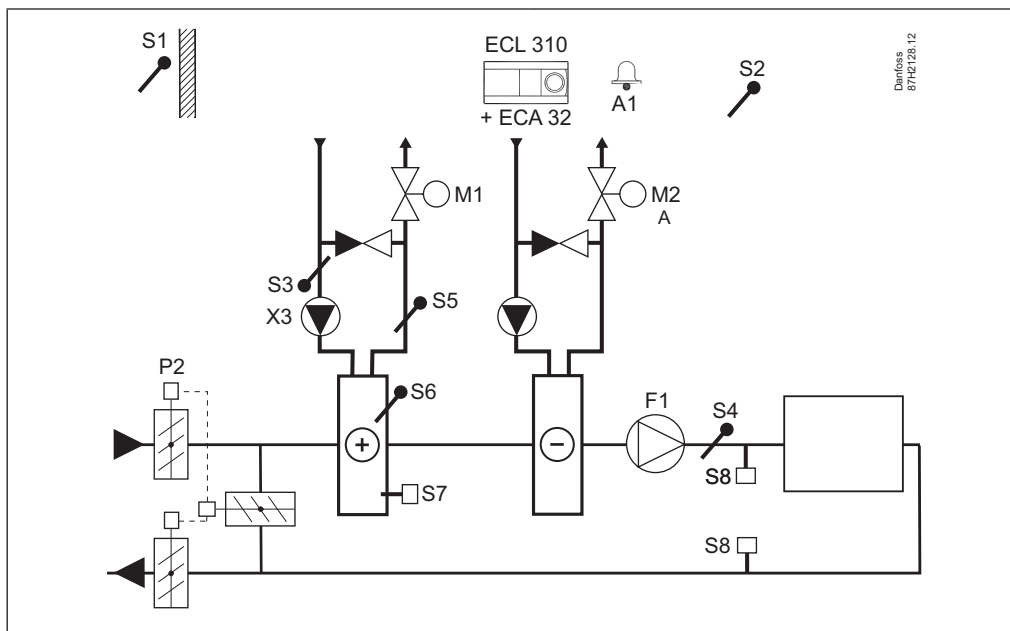 S1
ECL 310
+ ECA 32
A1
S2
Danfoss
87H2128.12
M1
M2
A
S3
X3
S5
P2
S6
S7
F1
S4
S8
S8